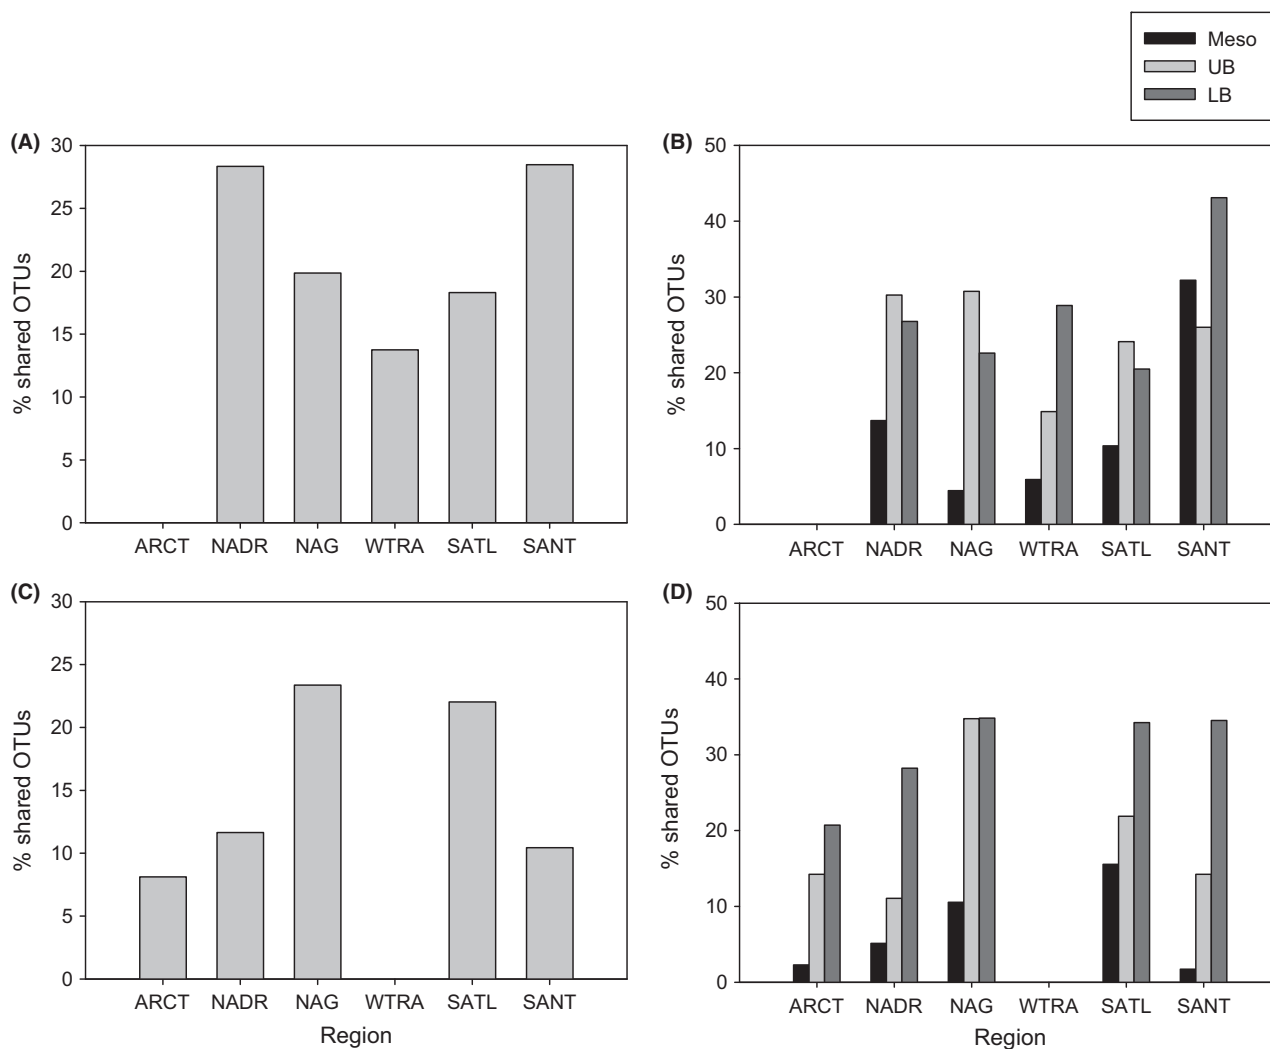 Meso
UB
LB
(A)
30
25
20
15
10
5
0
% shared OTUs
ARCT NADR NAG WTRA SATL SANT
(B)
50
40
30
20
10
0
% shared OTUs
ARCT NADR NAG WTRA SATL SANT
(C)
30
25
20
15
10
5
0
% shared OTUs
ARCT NADR NAG WTRA SATL SANT
Region
(D)
50
40
30
20
10
0
% shared OTUs
ARCT NADR NAG WTRA SATL SANT
Region